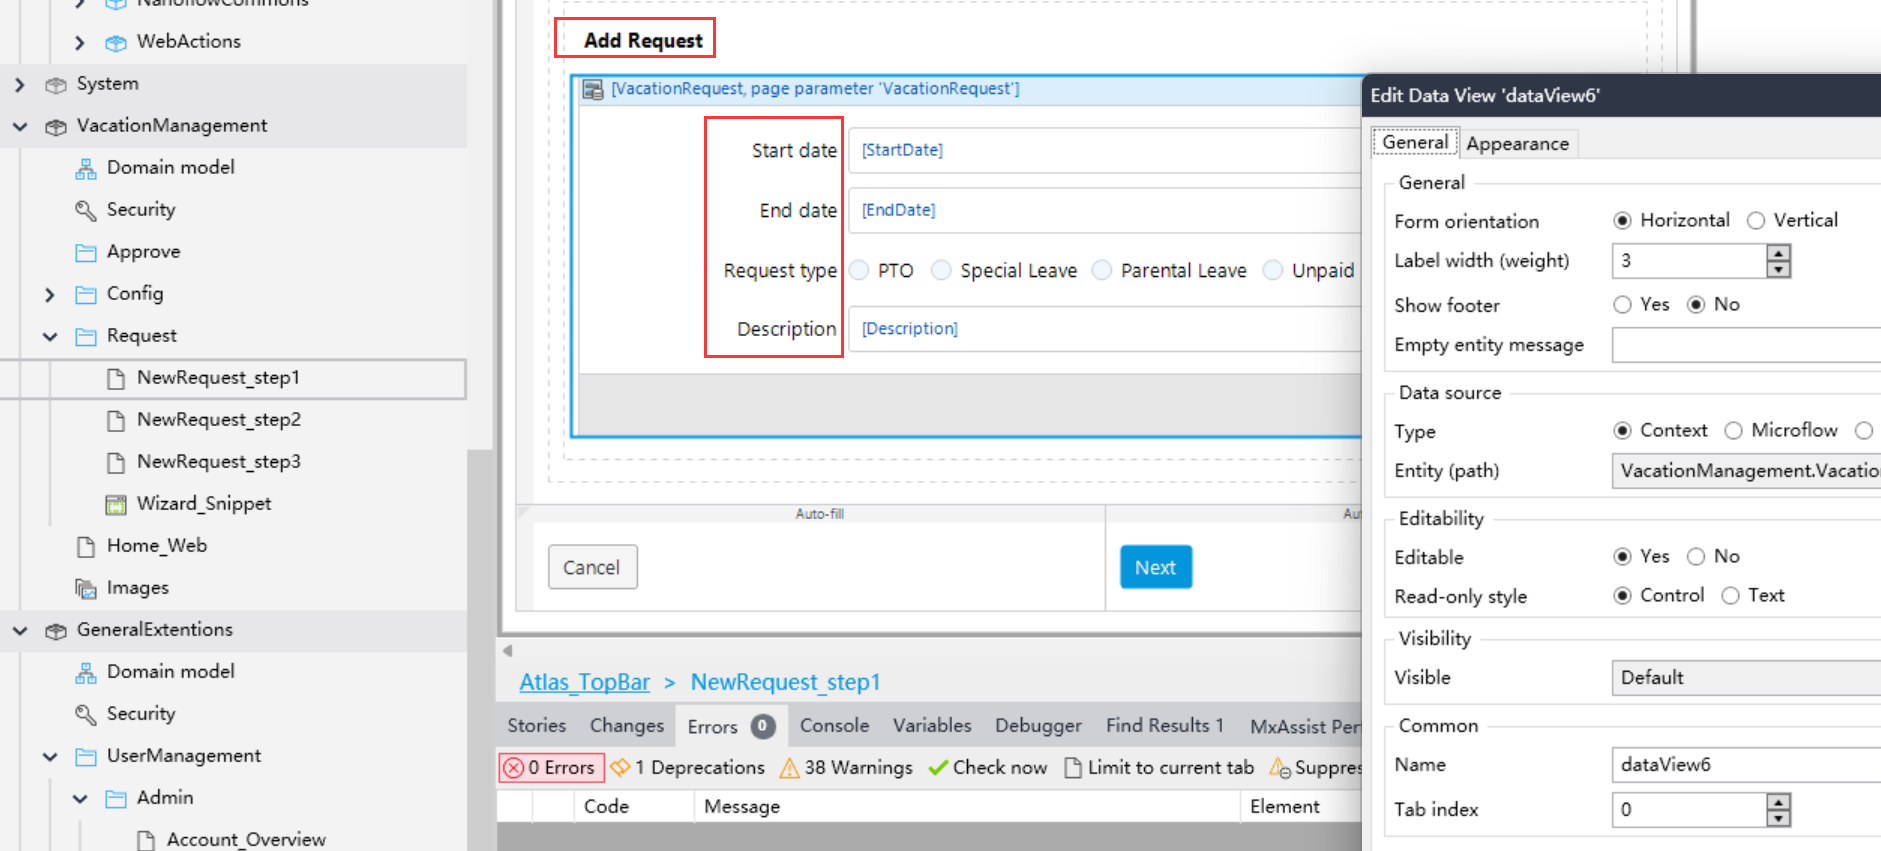 NanoflowCommons
WebActions
System
VacationManagement
Domain model
Security
Approve
Config
Request
NewRequest_step1
NewRequest_step2
NewRequest_step3
Wizard_Snippet
Home_Web
Images
GeneralExtentions
Domain model
Security
UserManagement
Admin
Account_Overview
Add Request
[VacationRequest, page parameter 'VacationRequest']
Start date [StartDate]
End date [EndDate]
Request type PTO Special Leave Parental Leave Unpaid
Description [Description]
Auto-fill
Cancel Next
Atlas_TopBar > NewRequest_step1
Stories Changes Errors 0 Console Variables Debugger Find Results 1 MxAssist
0 Errors 1 Deprecations 38 Warnings Check now Limit to current tab
Code Message Element
Edit Data View 'dataView6'
General Appearance
General
Form orientation Horizontal Vertical
Label width (weight) 3
Show footer Yes No
Empty entity message
Data source
Type Context Microflow
Entity (path) VacationManagement.Vacatio
Editability
Editable Yes No
Read-only style Control Text
Visibility
Visible Default
Common
Name dataView6
Tab index 0